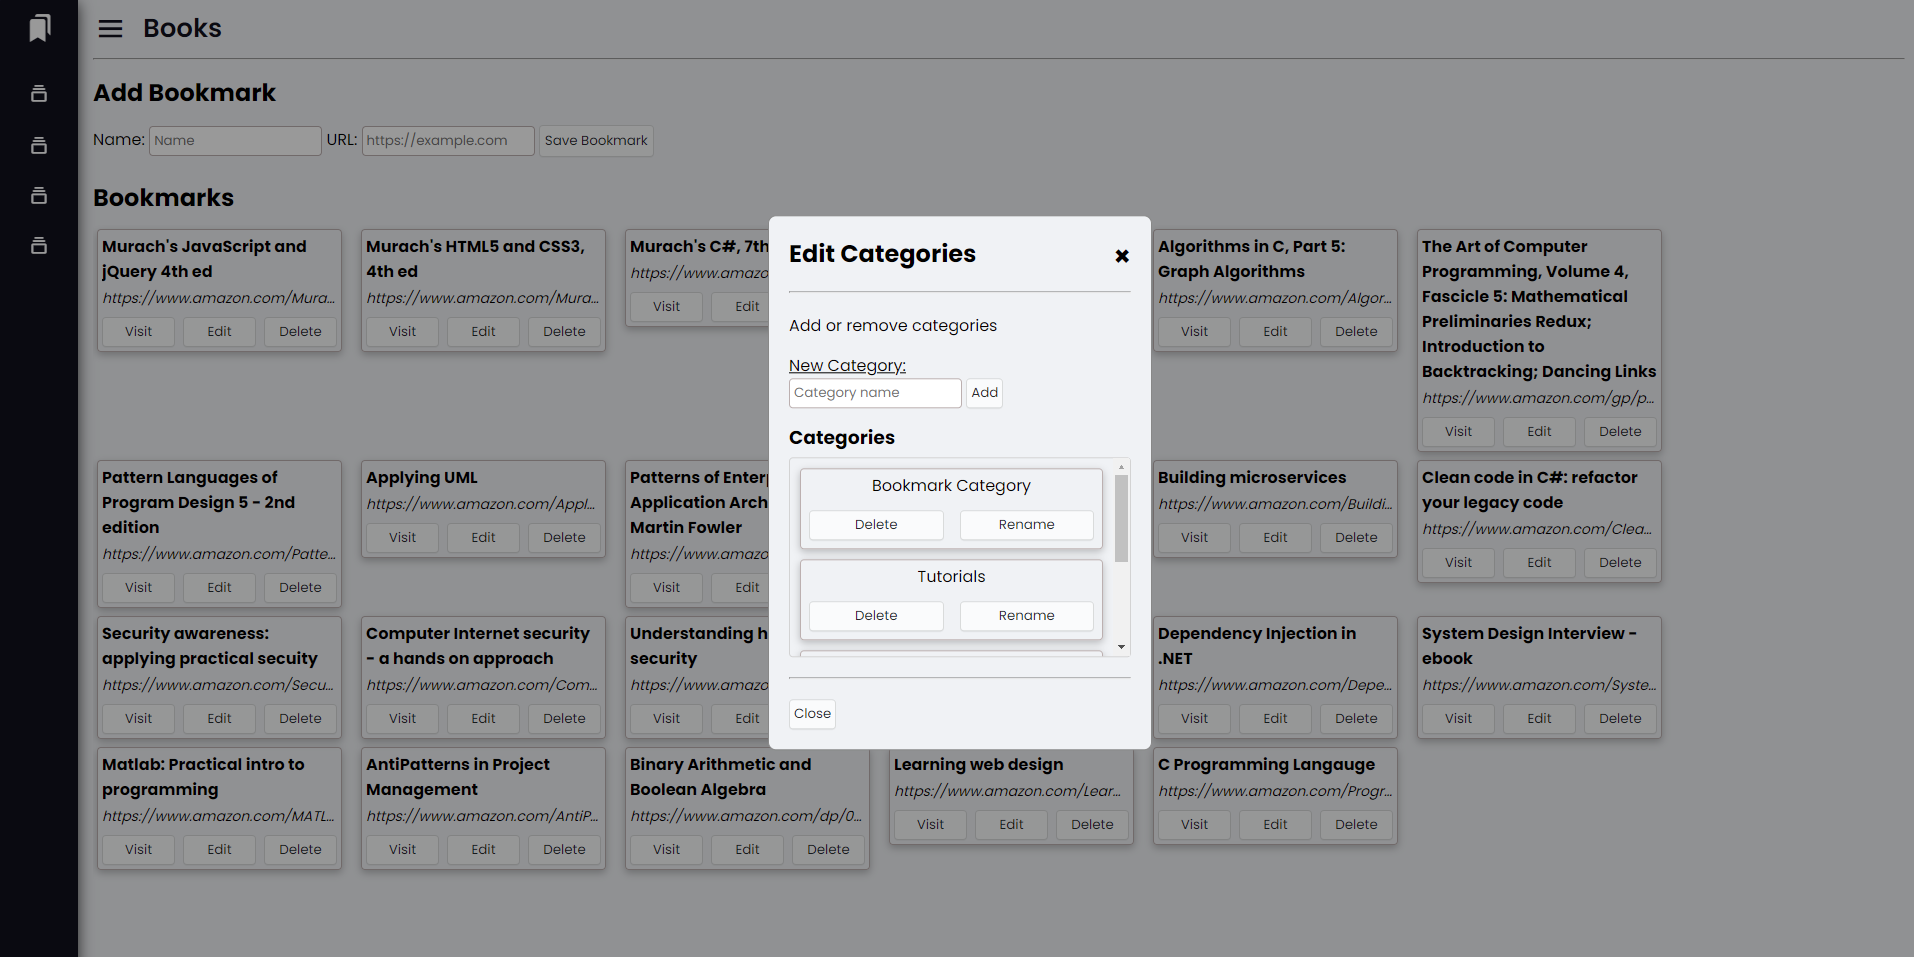 Books
Add Bookmark
Name: Name URL: https://example.com Save Bookmark
Bookmarks
Murach's JavaScript and
jQuery 4th ed
https://www.amazon.com/Mura...
Visit Edit Delete
Murach's HTML5 and CSS3,
4th ed
https://www.amazon.com/Mura...
Visit Edit Delete
Murach's C#, 7th
https://www.amazo
Visit Edit
Algorithms in C, Part 5:
Graph Algorithms
https://www.amazon.com/Algor...
Visit Edit Delete
The Art of Computer
Programming, Volume 4,
Fascicle 5: Mathematical
Preliminaries Redux;
Introduction to
Backtracking; Dancing Links
https://www.amazon.com/gp/p...
Visit Edit Delete
Pattern Languages of
Program Design 5 - 2nd
edition
https://www.amazon.com/Patte...
Visit Edit Delete
Applying UML
https://www.amazon.com/Appl...
Visit Edit Delete
Patterns of Enter
Application Arch
Martin Fowler
https://www.amazo
Visit Edit
Building microservices
https://www.amazon.com/Buildi...
Visit Edit Delete
Clean code in C#: refactor
your legacy code
https://www.amazon.com/Clea...
Visit Edit Delete
Security awareness:
applying practical secuity
https://www.amazon.com/Secu...
Visit Edit Delete
Computer Internet security
- a hands on approach
https://www.amazon.com/Com...
Visit Edit Delete
Understanding h
security
https://www.amazo
Visit Edit
Dependency Injection in
.NET
https://www.amazon.com/Depe...
Visit Edit Delete
System Design Interview -
ebook
https://www.amazon.com/Syste...
Visit Edit Delete
Matlab: Practical intro to
programming
https://www.amazon.com/MATL...
Visit Edit Delete
AntiPatterns in Project
Management
https://www.amazon.com/AntiP...
Visit Edit Delete
Binary Arithmetic and
Boolean Algebra
https://www.amazon.com/dp/0...
Visit Edit Delete
Learning web design
https://www.amazon.com/Lear...
Visit Edit Delete
C Programming Langauge
https://www.amazon.com/Progr...
Visit Edit Delete
Edit Categories
Add or remove categories
New Category:
Category name Add
Categories
Bookmark Category
Delete Rename
Tutorials
Delete Rename
Close